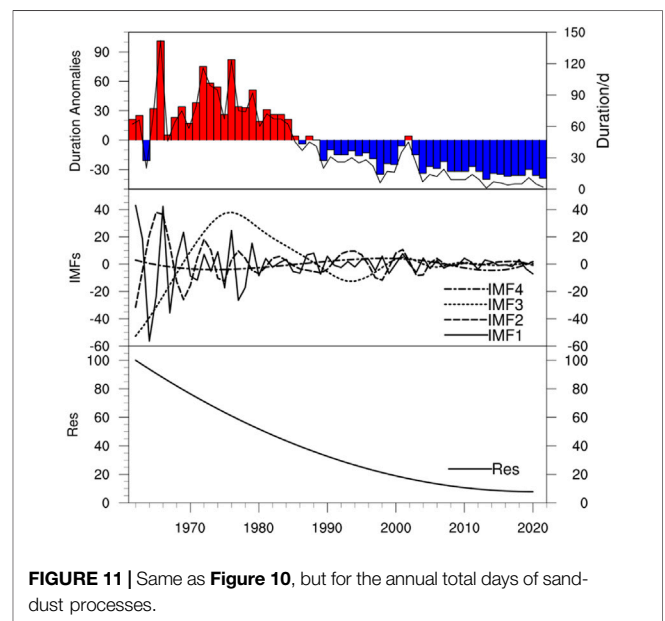 Duration Anomalies
90
60
30
0
-30
150
120
90
60
30
0
Duration/d
IMFs
40
20
0
-20
-40
-60
40
20
0
-20
-40
-60
IMF4
IMF3
IMF2
IMF1
Res
100
80
60
40
20
0
100
80
60
40
20
0
Res
1970 1980 1990 2000 2010 2020
FIGURE 11 | Same as Figure 10, but for the annual total days of sand-
dust processes.